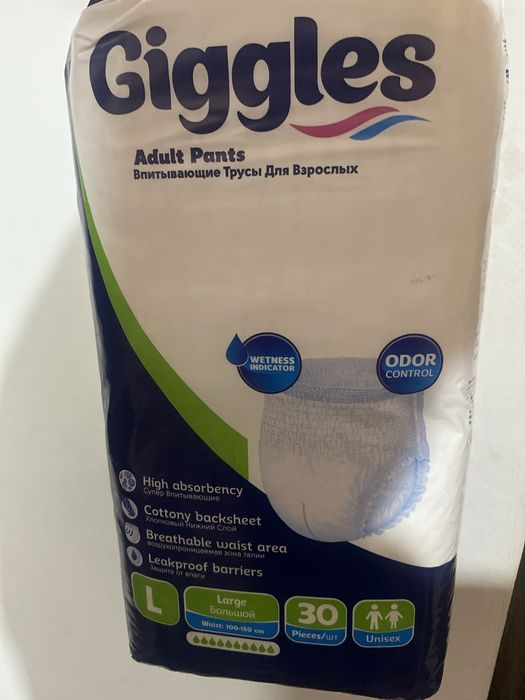 Giggles
Adult Pants
Впитывающие Трусы Для Взрослых
WETNESS
INDICATOR
ODOR
CONTROL
High absorbency
Супер Впитывающие
Cottony backsheet
Хлопковый Нижний Слой
Breathable waist area
воздухопроницаемая зона талии
Leakproof barriers
Защита от влаги
L
Large
Большой
Waist: 100-150 cm
30
Pieces/шт
Unisex